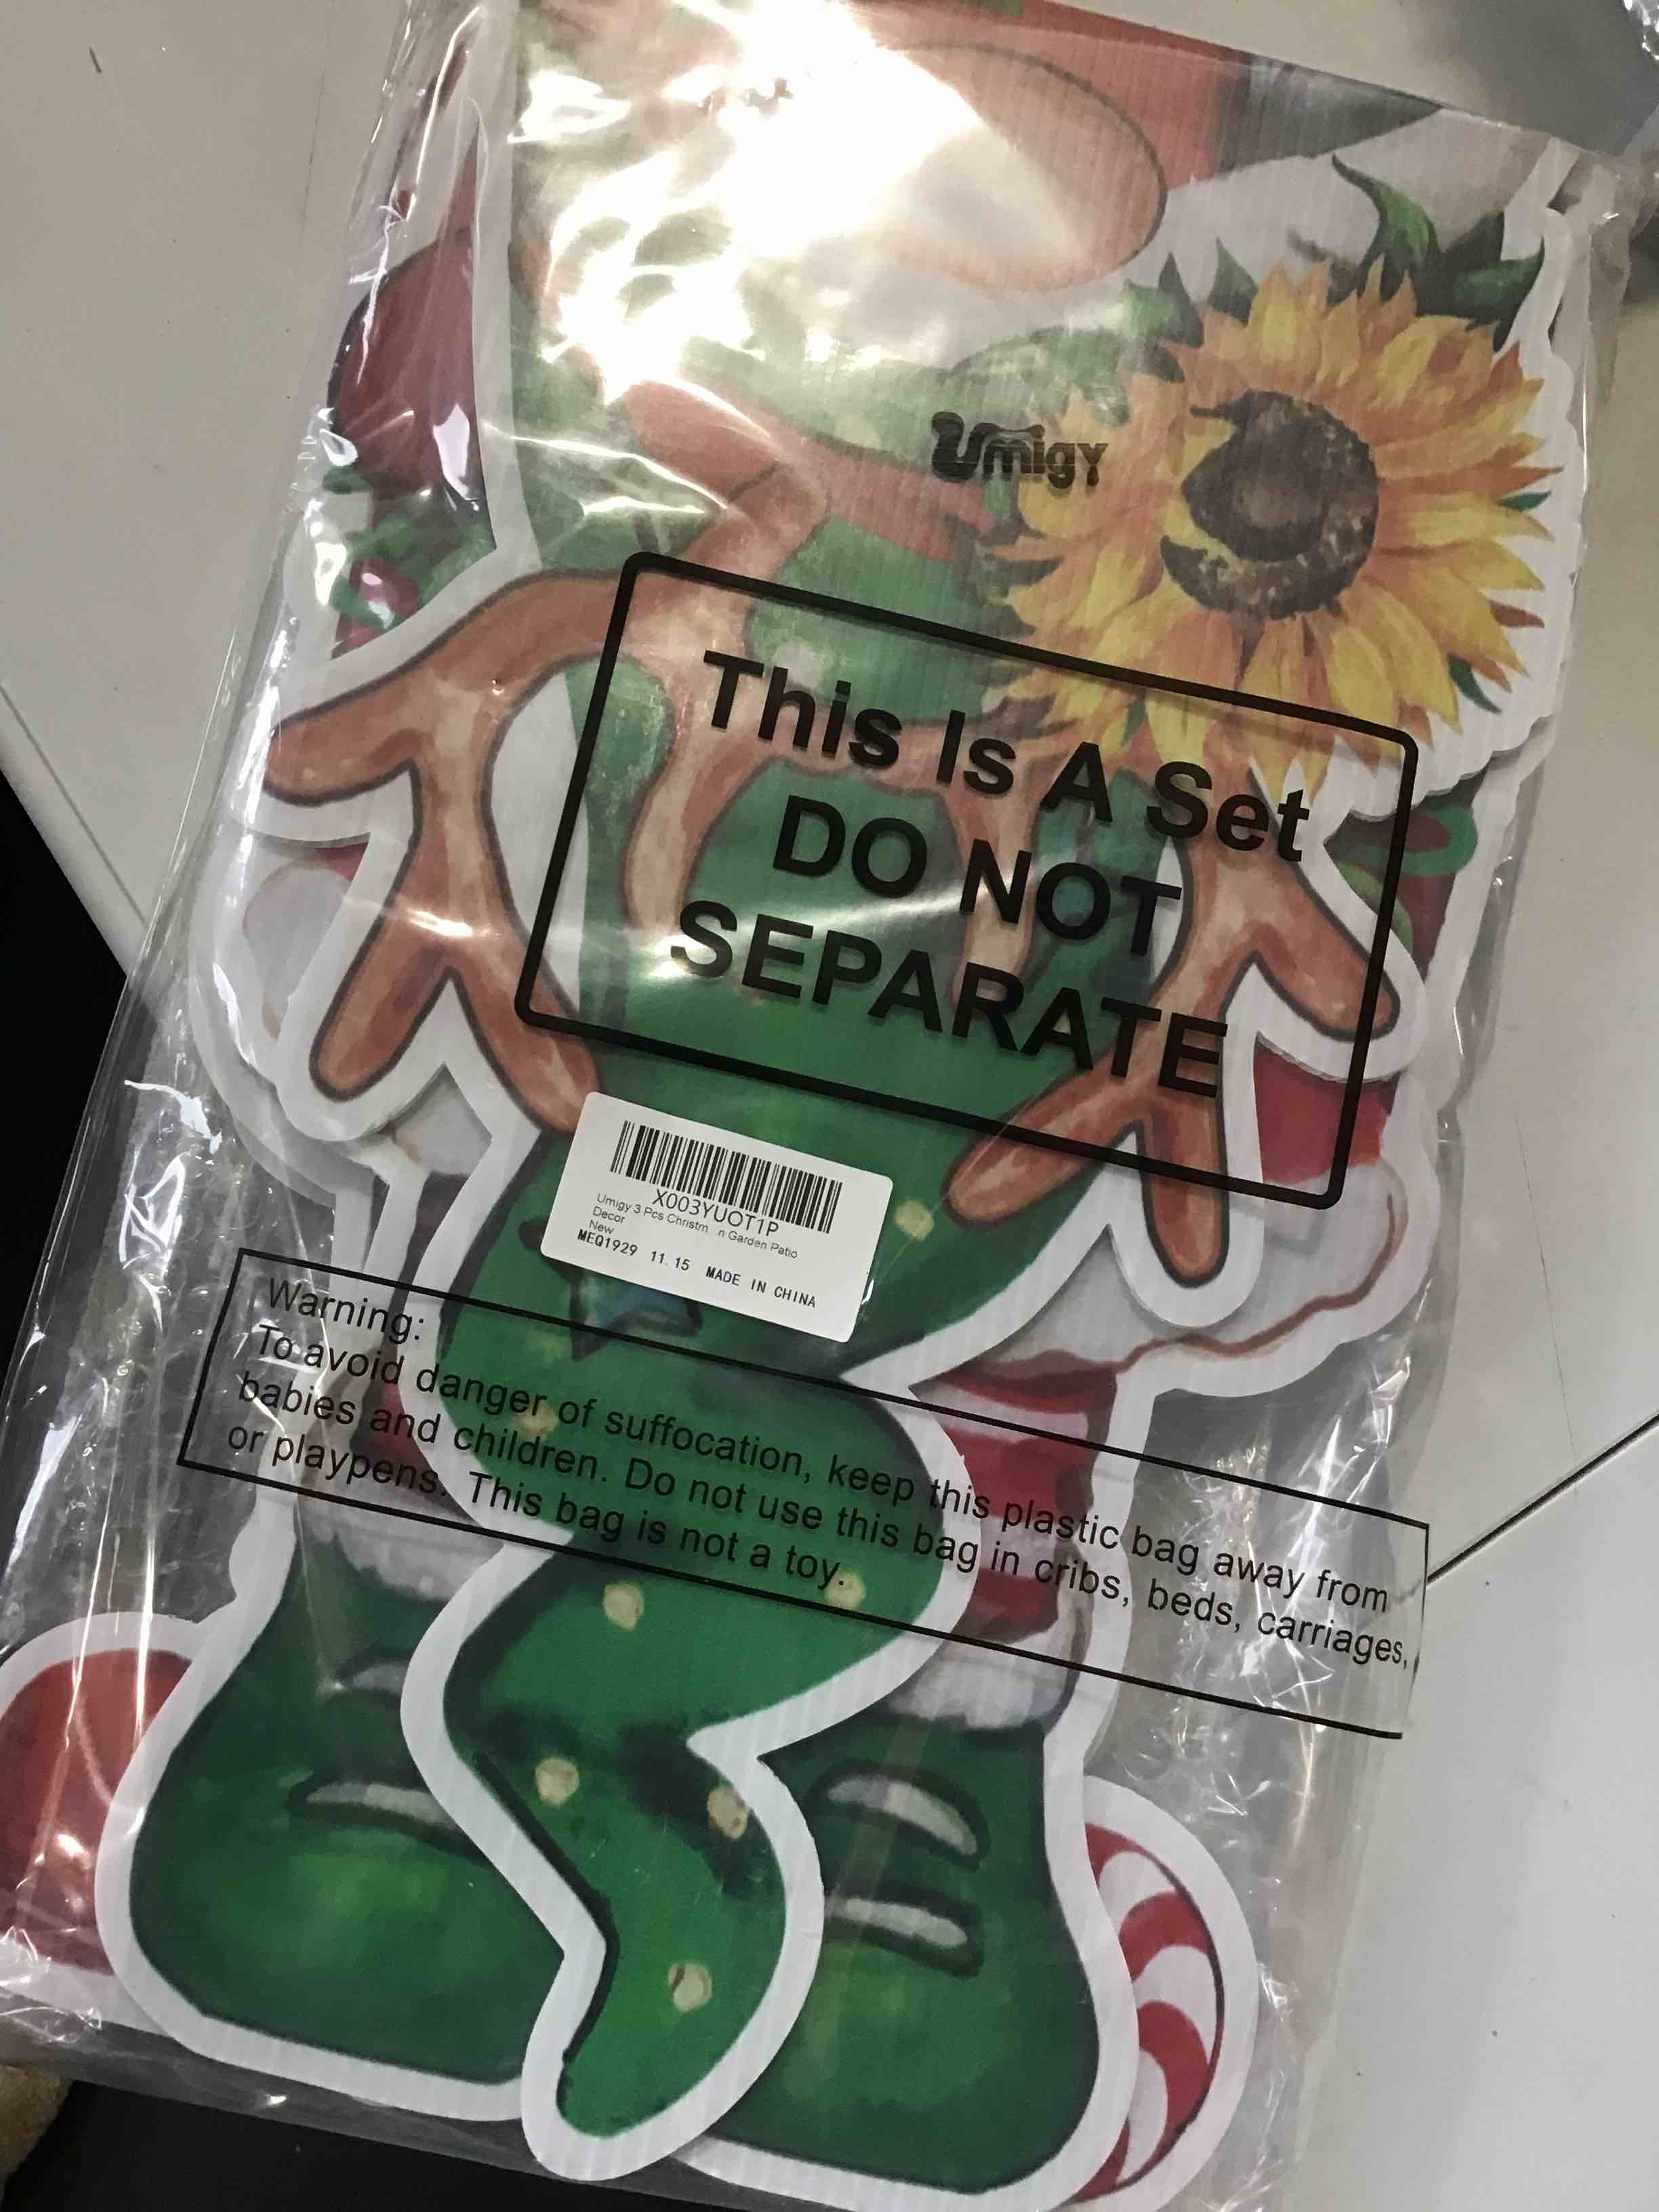 Umigy
This Is A Set
DO NOT
SEPARATE
X003YUOT1P
Umigy 3 Pcs Christm...n Garden Patio
Decor
New
MEQ1929 11.15 MADE IN CHINA
Warning:
To avoid danger of suffocation, keep this plastic bag away from
babies and children. Do not use this bag in cribs, beds, carriages,
or playpens. This bag is not a toy.